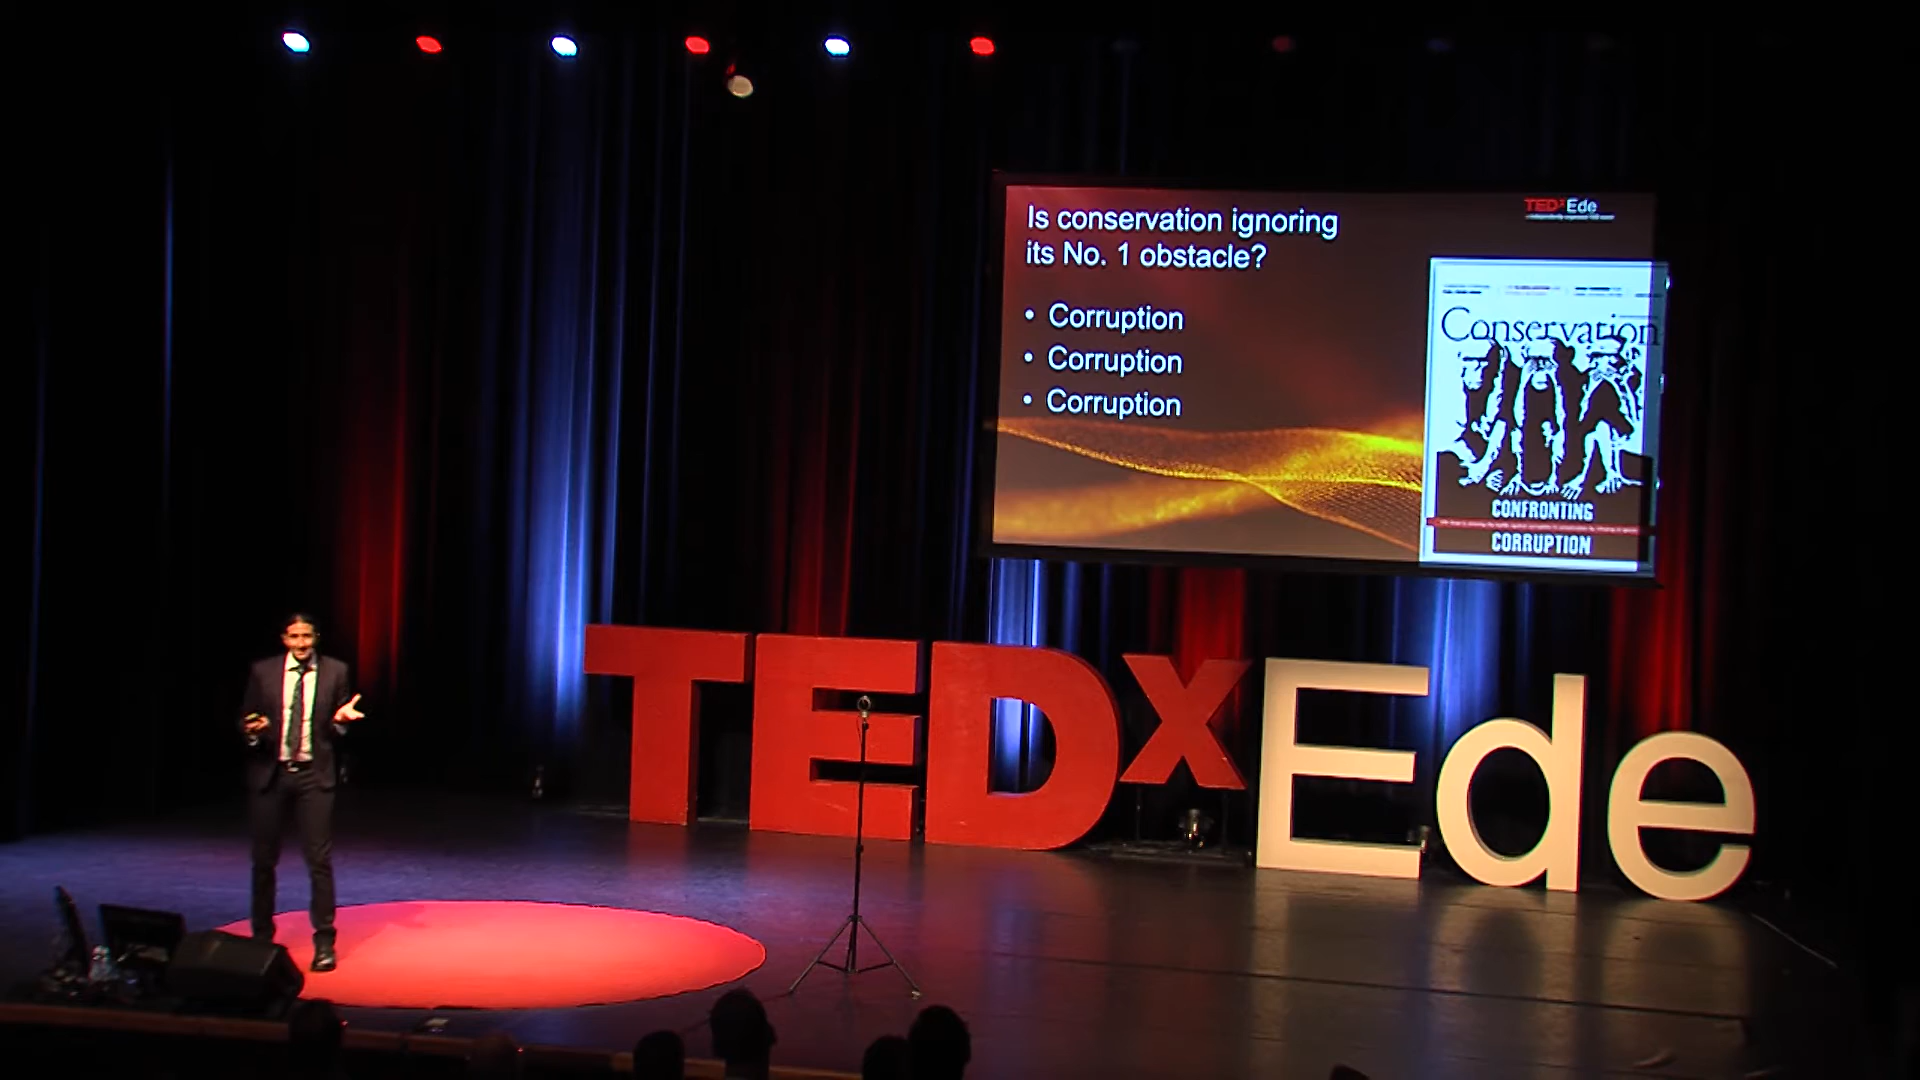 TEDxEde
Is conservation ignoring
its No. 1 obstacle?
• Corruption
• Corruption
• Corruption
Conservation
CONFRONTING
CORRUPTION
TEDxEde